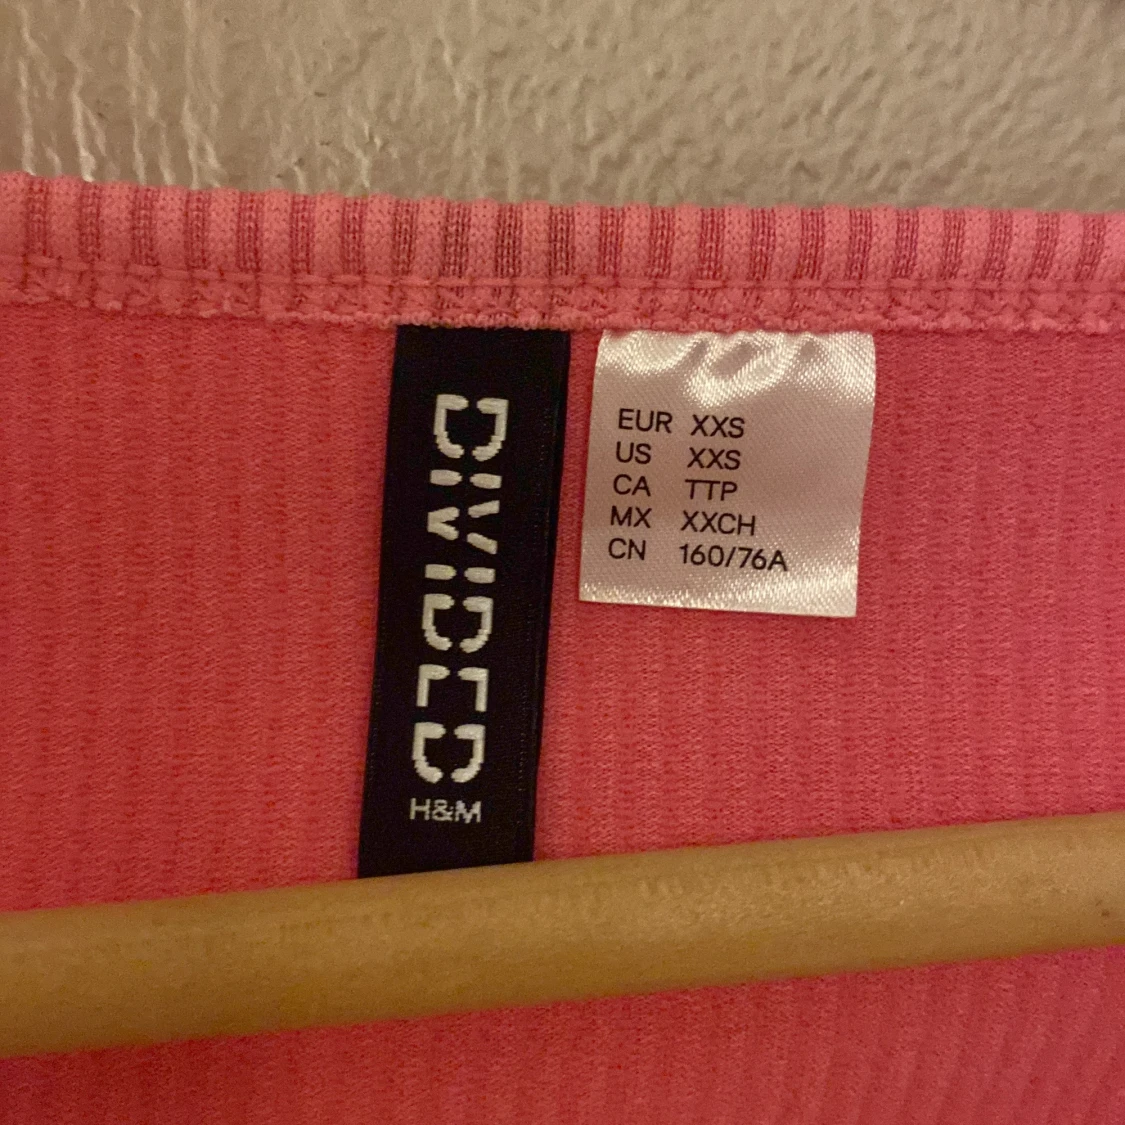 DIVIDED
H&M
EUR XXS
US XXS
CA TTP
MX XXCH
CN 160/76A